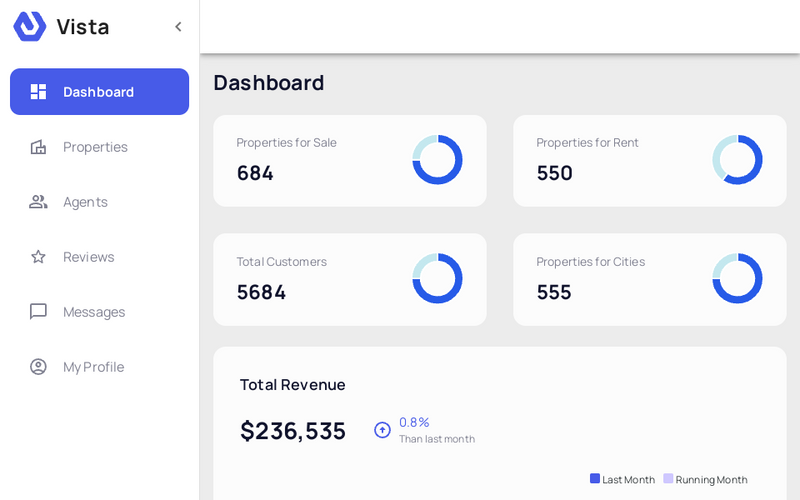 Vista
Dashboard
Properties
Agents
Reviews
Messages
My Profile
Dashboard
Properties for Sale
684
Properties for Rent
550
Total Customers
5684
Properties for Cities
555
Total Revenue
$236,535
0.8%
Than last month
Last Month Running Month